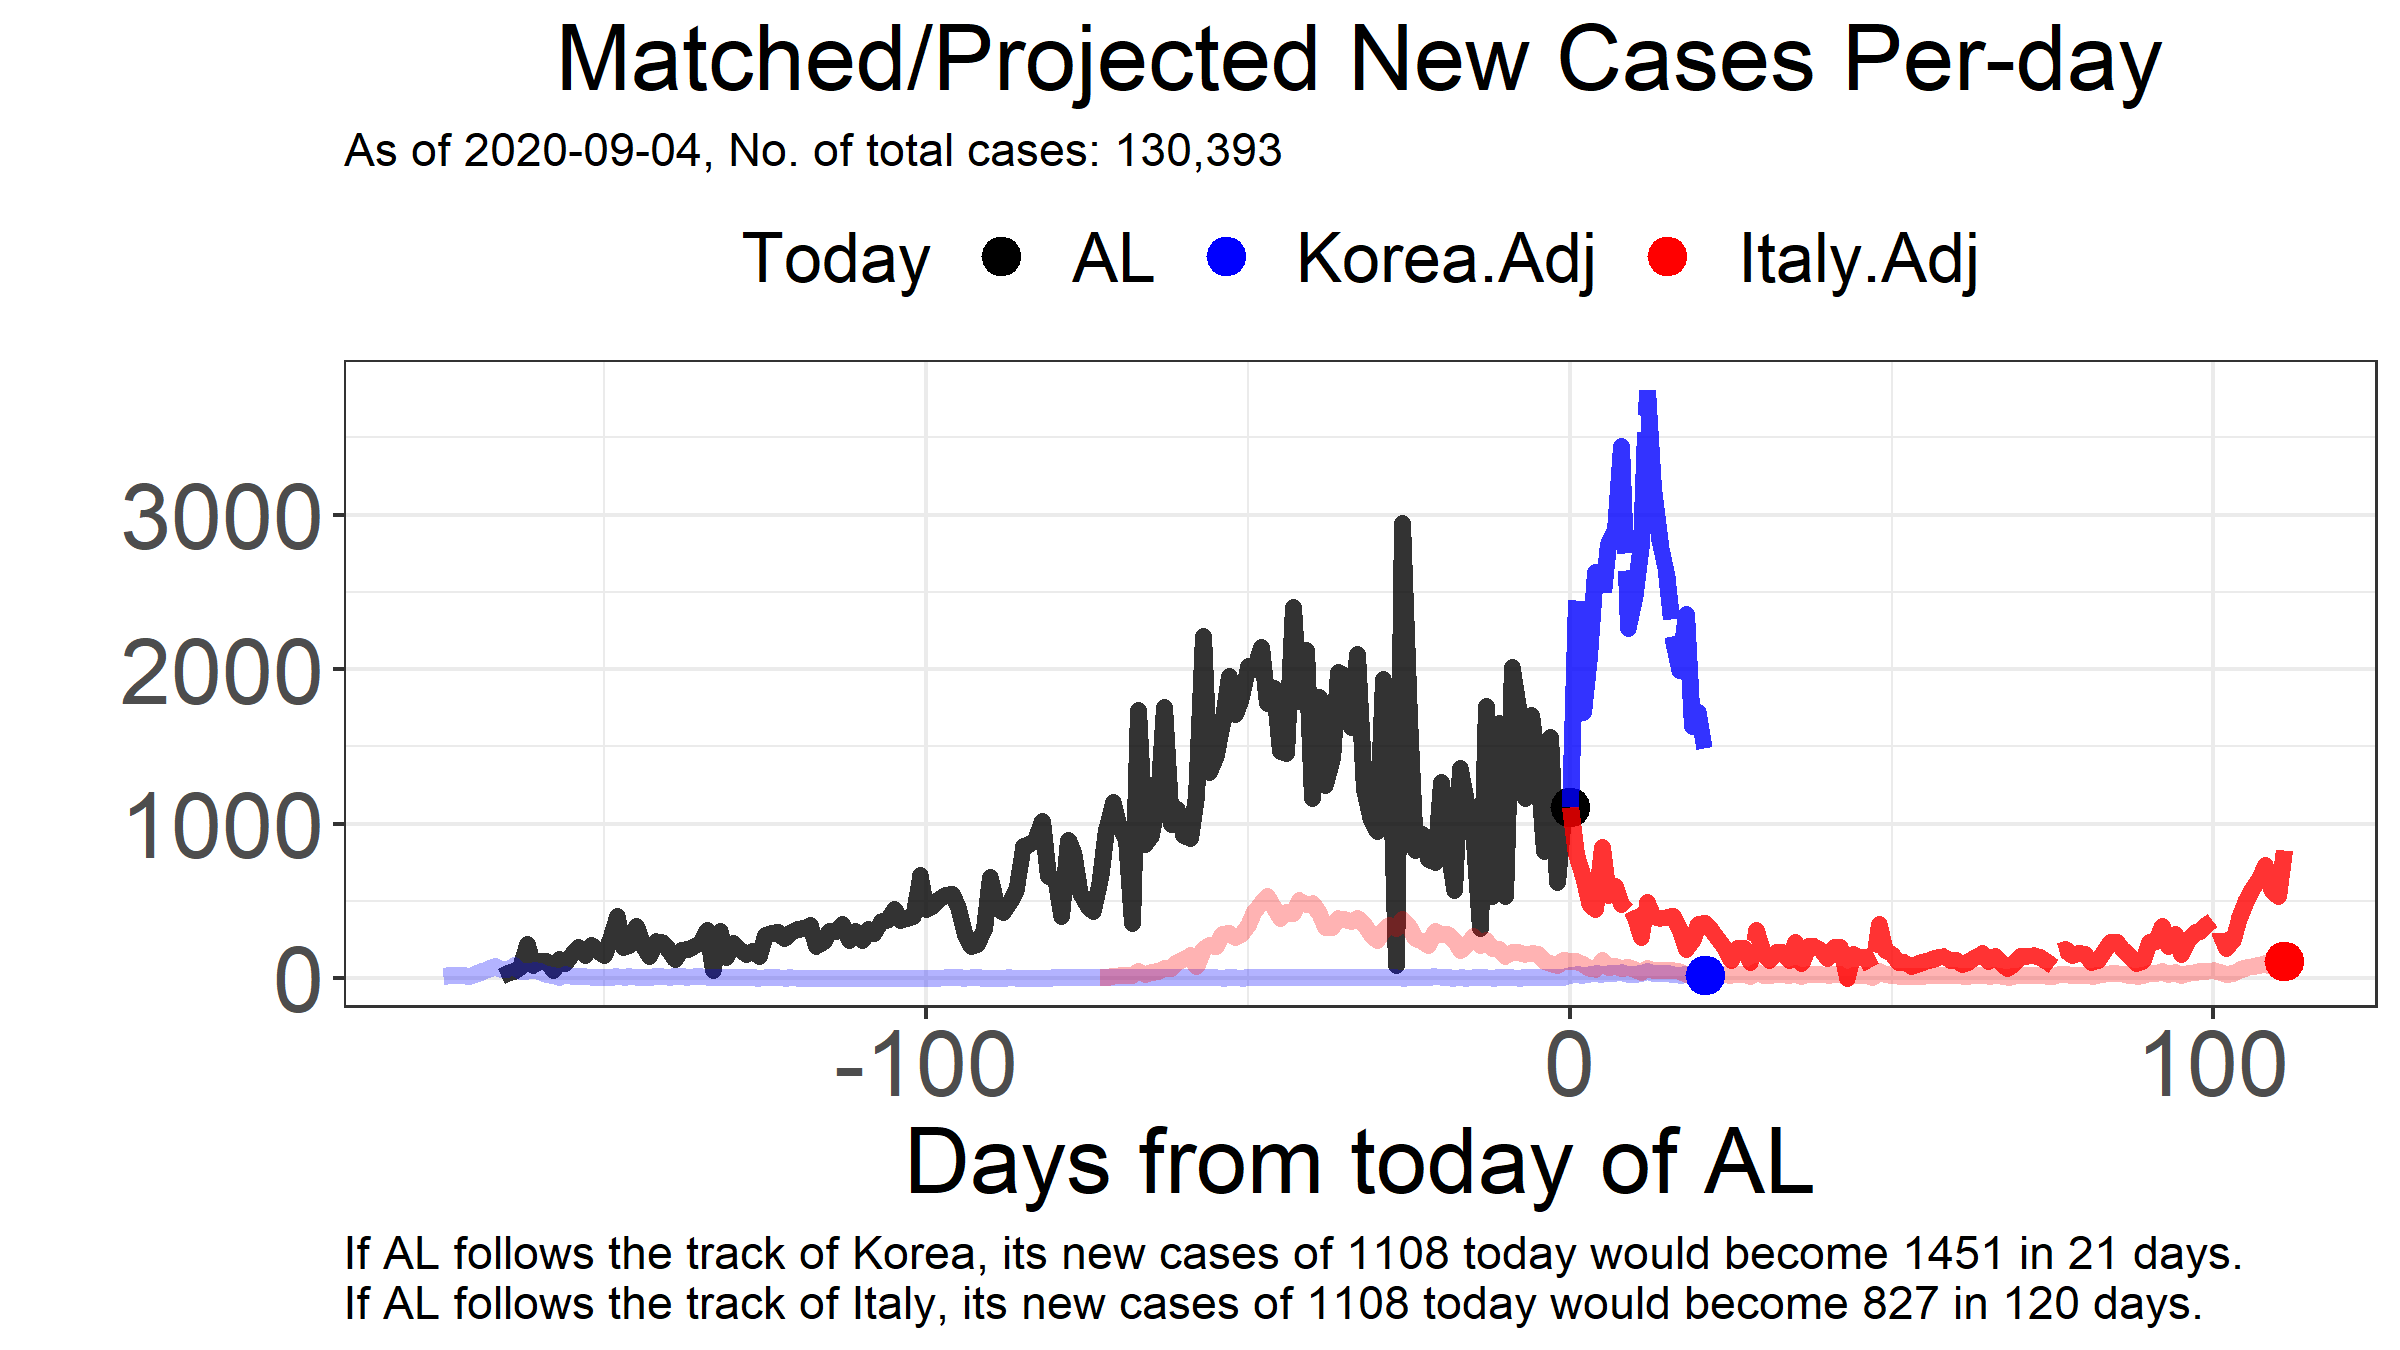 Matched/Projected New Cases Per-day
As of 2020-09-04, No. of total cases: 130,393
Today AL Korea.Adj Italy.Adj
3000
2000
1000
0
-100 0 100
Days from today of AL
If AL follows the track of Korea, its new cases of 1108 today would become 1451 in 21 days.
If AL follows the track of Italy, its new cases of 1108 today would become 827 in 120 days.